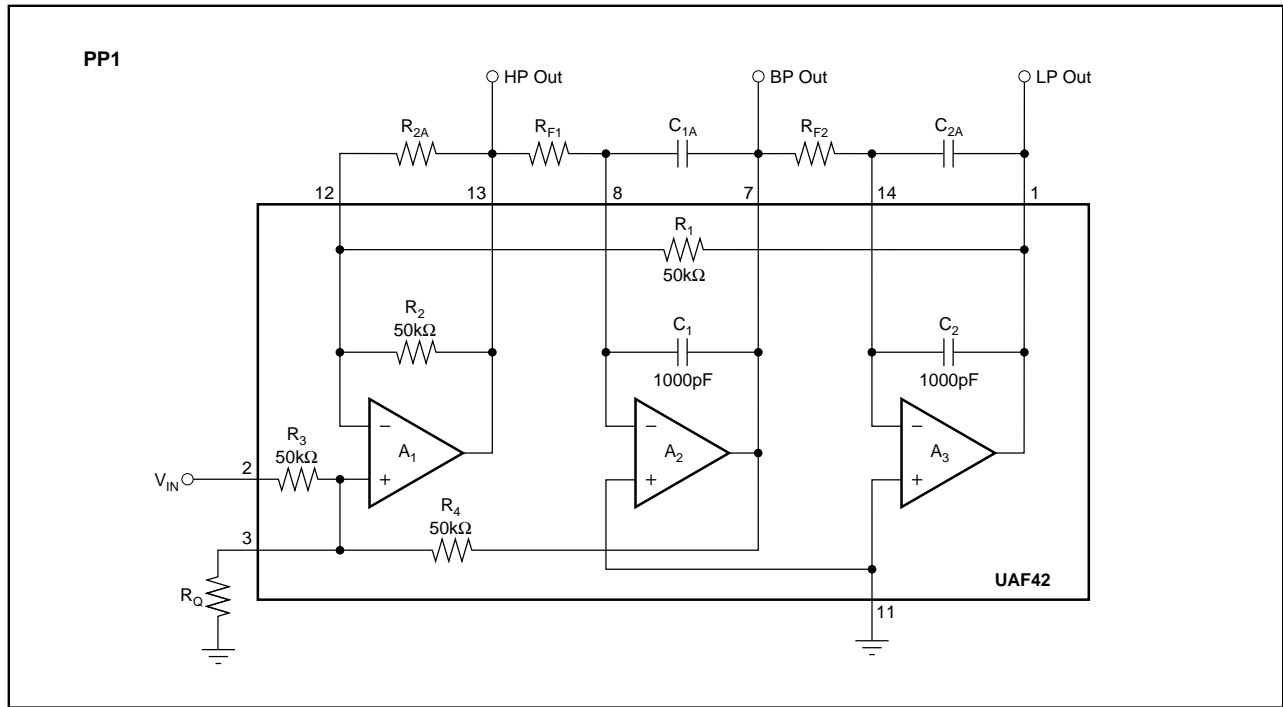 PP1
HP Out
BP Out
LP Out
R2A
RF1
C1A
RF2
C2A
12
13
8
7
14
1
R1
50kΩ
R2
50kΩ
C1
1000pF
C2
1000pF
R3
50kΩ
−
A1
+
−
A2
+
−
A3
+
VIN
2
R4
50kΩ
3
RQ
UAF42
11